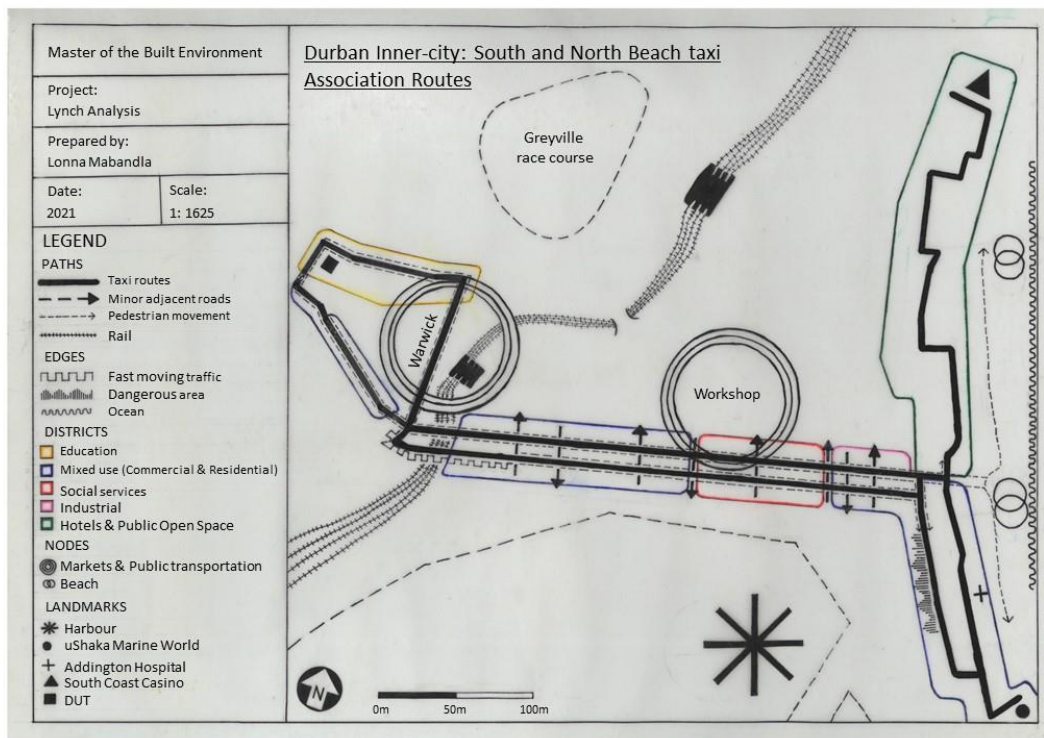 Master of the Built Environment
Project:
Lynch Analysis
Prepared by:
Lonna Mabandla
Date:
2021
Scale:
1: 1625
LEGEND
PATHS
Taxi routes
Minor adjacent roads
Pedestrian movement
Rail
EDGES
Fast moving traffic
Dangerous area
Ocean
DISTRICTS
Education
Mixed use (Commercial & Residential)
Social services
Industrial
Hotels & Public Open Space
NODES
Markets & Public transportation
Beach
LANDMARKS
Harbour
uShaka Marine World
Addington Hospital
South Coast Casino
DUT
Durban Inner-city: South and North Beach taxi
Association Routes
Greyville
race course
Warwick
Workshop
N
0m
50m
100m